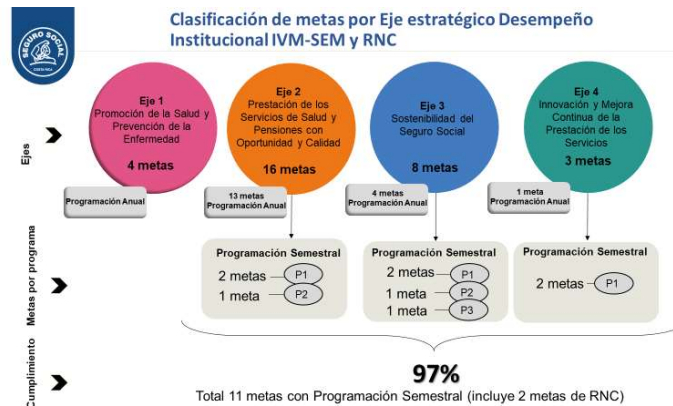 Clasificación de metas por Eje estratégico Desempeño
Institucional IVM-SEM y RNC
SEGURO SOCIAL
COSTA RICA
Ejes
Eje 1
Promoción de la Salud y
Prevención de la
Enfermedad
4 metas
Eje 2
Prestación de los
Servicios de Salud y
Pensiones con
Oportunidad y Calidad
16 metas
Eje 3
Sostenibilidad del
Seguro Social
8 metas
Eje 4
Innovación y Mejora
Continua de la
Prestación de los
Servicios
3 metas
Programación Anual
13 metas
Programación Anual
4 metas
Programación Anual
1 meta
Programación Anual
Metas por programa
Programación Semestral
2 metas P1
1 meta P2
Programación Semestral
2 metas P1
1 meta P2
1 meta P3
Programación Semestral
2 metas P1
Cumplimiento
97%
Total 11 metas con Programación Semestral (incluye 2 metas de RNC)